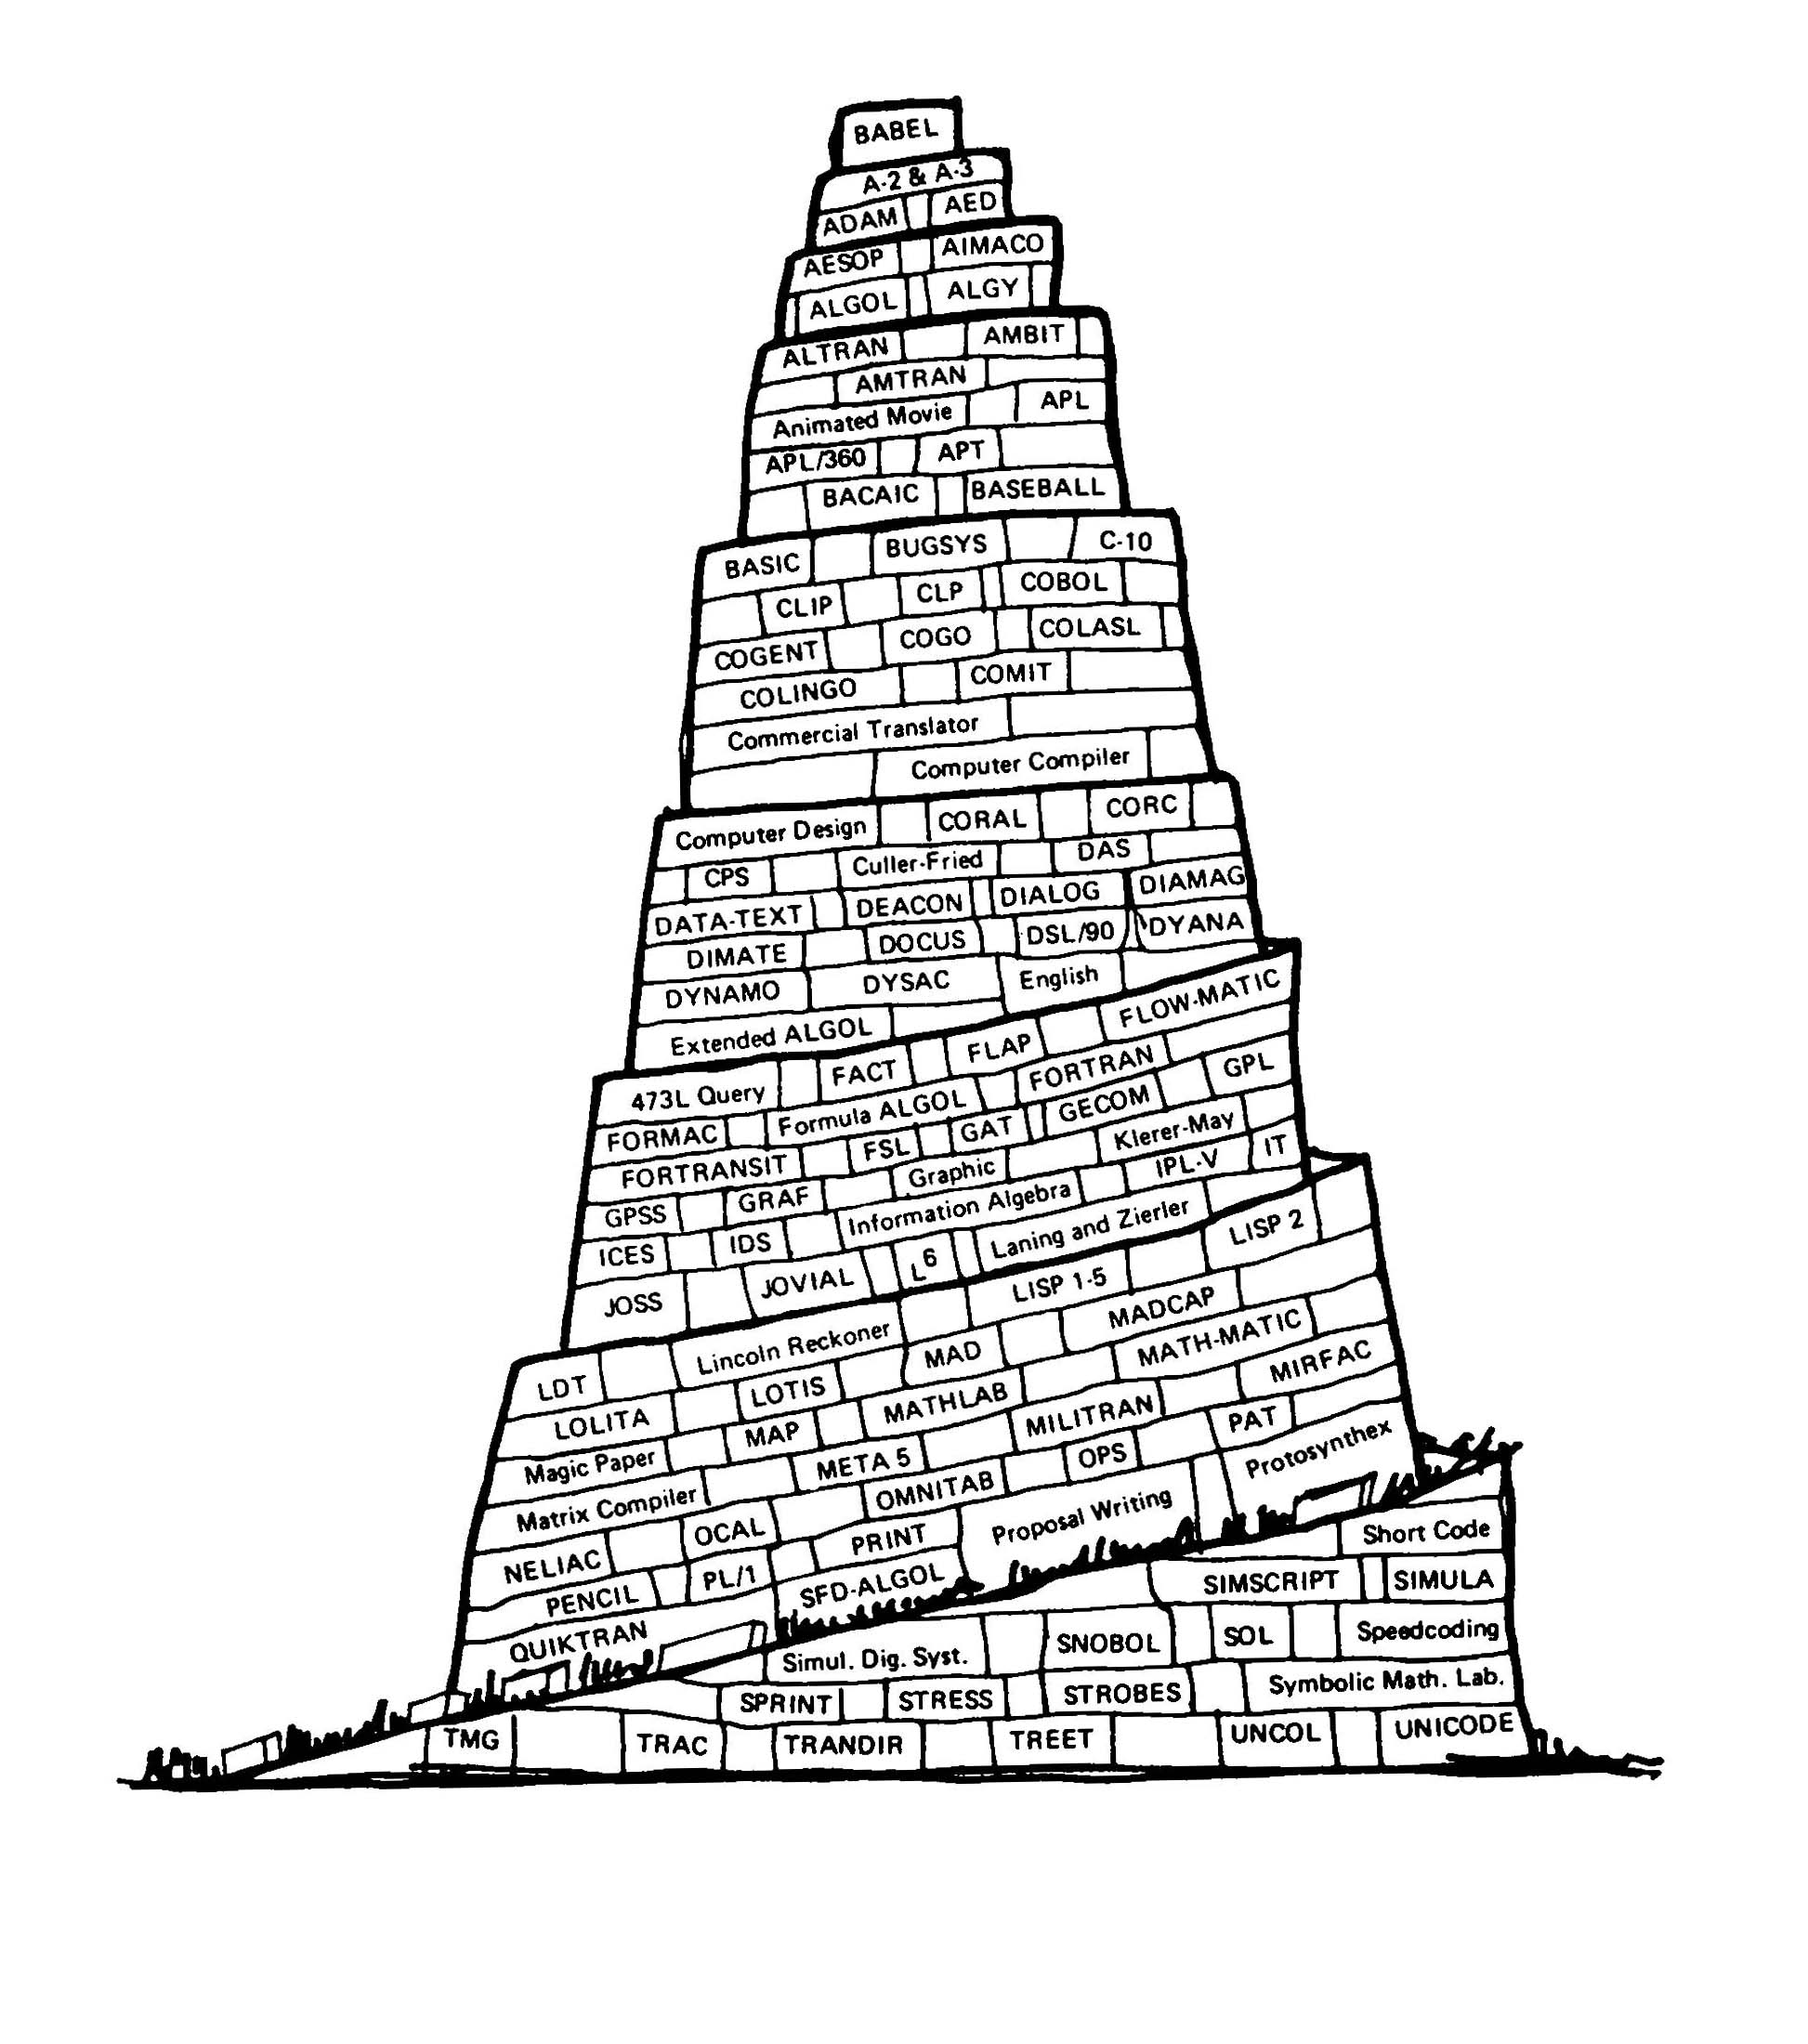 BABEL
A-2 & A-3
ADAM AED
AESOP AIMACO
ALGOL ALGY
ALTRAN AMBIT
AMTRAN
Animated Movie APL
APL/360 APT
BACAIC BASEBALL
BASIC BUGSYS C-10
CLIP CLP COBOL
COGENT COGO COLASL
COLINGO COMIT
Commercial Translator
Computer Compiler
Computer Design CORAL CORC
CPS Culler-Fried DAS
DATA-TEXT DEACON DIALOG DIAMAG
DIMATE DOCUS DSL/90 DYANA
DYNAMO DYSAC English
Extended ALGOL
473L Query FACT FLAP FLOW-MATIC
FORMAC Formula ALGOL FORTRAN
FORTRANSIT FSL GAT GECOM GPL
GPSS GRAF Graphic Klerer-May
ICES IDS Information Algebra IPL-V IT
JOSS JOVIAL L6 Laning and Zierler
LDT Lincoln Reckoner LISP 1-5 LISP 2
LOLITA LOTIS MAD MADCAP
Magic Paper MAP MATHLAB MATH-MATIC
Matrix Compiler META 5 MILITRAN MIRFAC
NELIAC OCAL OMNITAB OPS PAT
PENCIL PL/1 PRINT Proposal Writing Protosynthex
QUIKTRAN SFD-ALGOL
Short Code
SIMSCRIPT SIMULA
Simul. Dig. Syst. SNOBOL SOL Speedcoding
SPRINT STRESS STROBES Symbolic Math. Lab.
TMG TRAC TRANDIR TREET UNCOL UNICODE